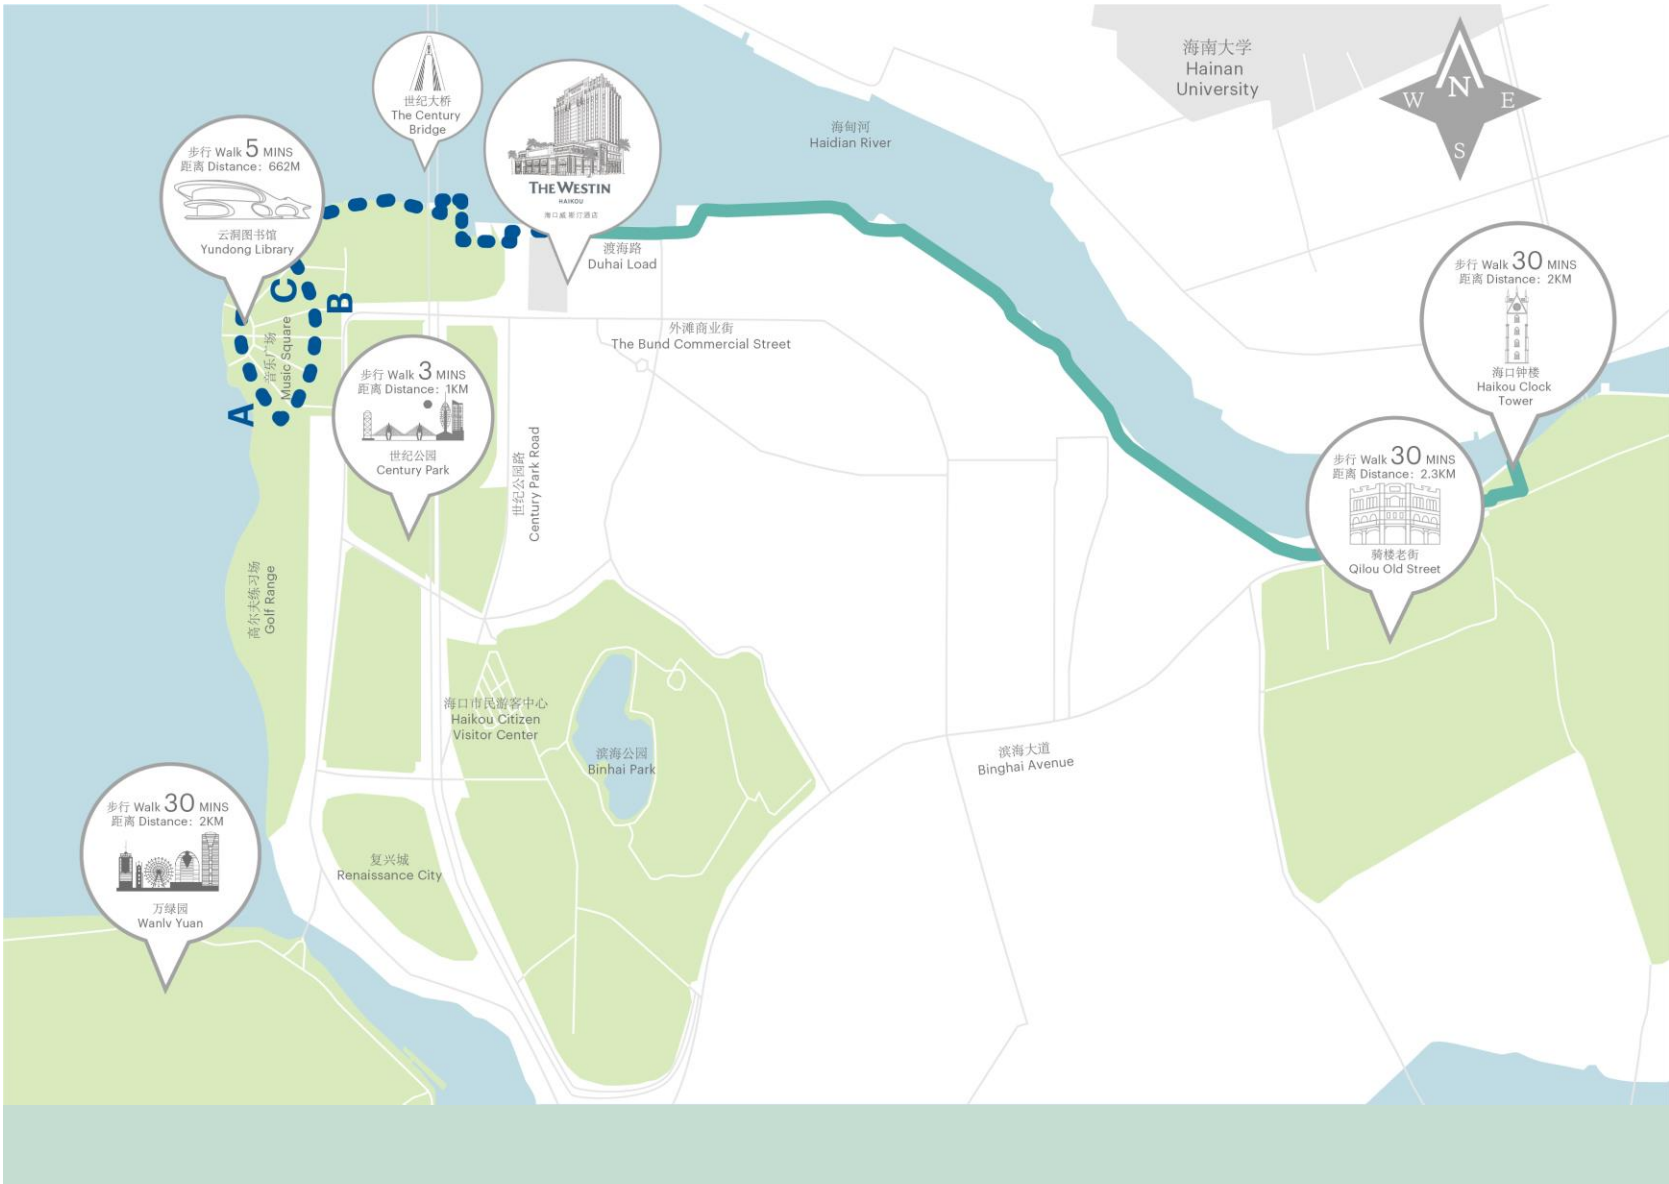 世纪大桥
The Century
Bridge
THE WESTIN
HAIKOU
海口威斯汀酒店
海南大学
Hainan
University
N
W
E
S
海甸河
Haidian River
步行 Walk 5 MINS
距离 Distance: 662M
云洞图书馆
Yundong Library
渡海路
Duhai Load
C
B
A
音乐广场
Music Square
外滩商业街
The Bund Commercial Street
步行 Walk 30 MINS
距离 Distance: 2KM
海口钟楼
Haikou Clock
Tower
步行 Walk 3 MINS
距离 Distance: 1KM
世纪公园
Century Park
世纪公园路
Century Park Road
步行 Walk 30 MINS
距离 Distance: 2.3KM
骑楼老街
Qilou Old Street
高尔夫练习场
Golf Range
海口市民游客中心
Haikou Citizen
Visitor Center
滨海公园
Binhai Park
滨海大道
Binghai Avenue
步行 Walk 30 MINS
距离 Distance: 2KM
万绿园
Wanlv Yuan
复兴城
Renaissance City